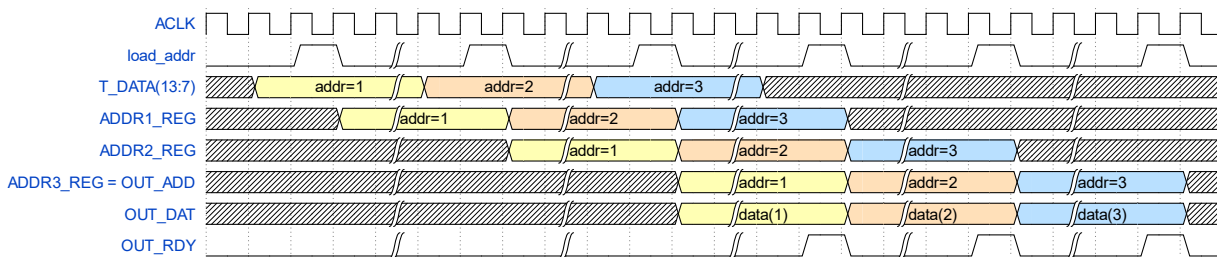 ACLK
load_addr
T_DATA(13:7) addr=1 addr=2 addr=3
ADDR1_REG addr=1 addr=2 addr=3
ADDR2_REG addr=1 addr=2 addr=3
ADDR3_REG = OUT_ADD addr=1 addr=2 addr=3
OUT_DAT data(1) data(2) data(3)
OUT_RDY